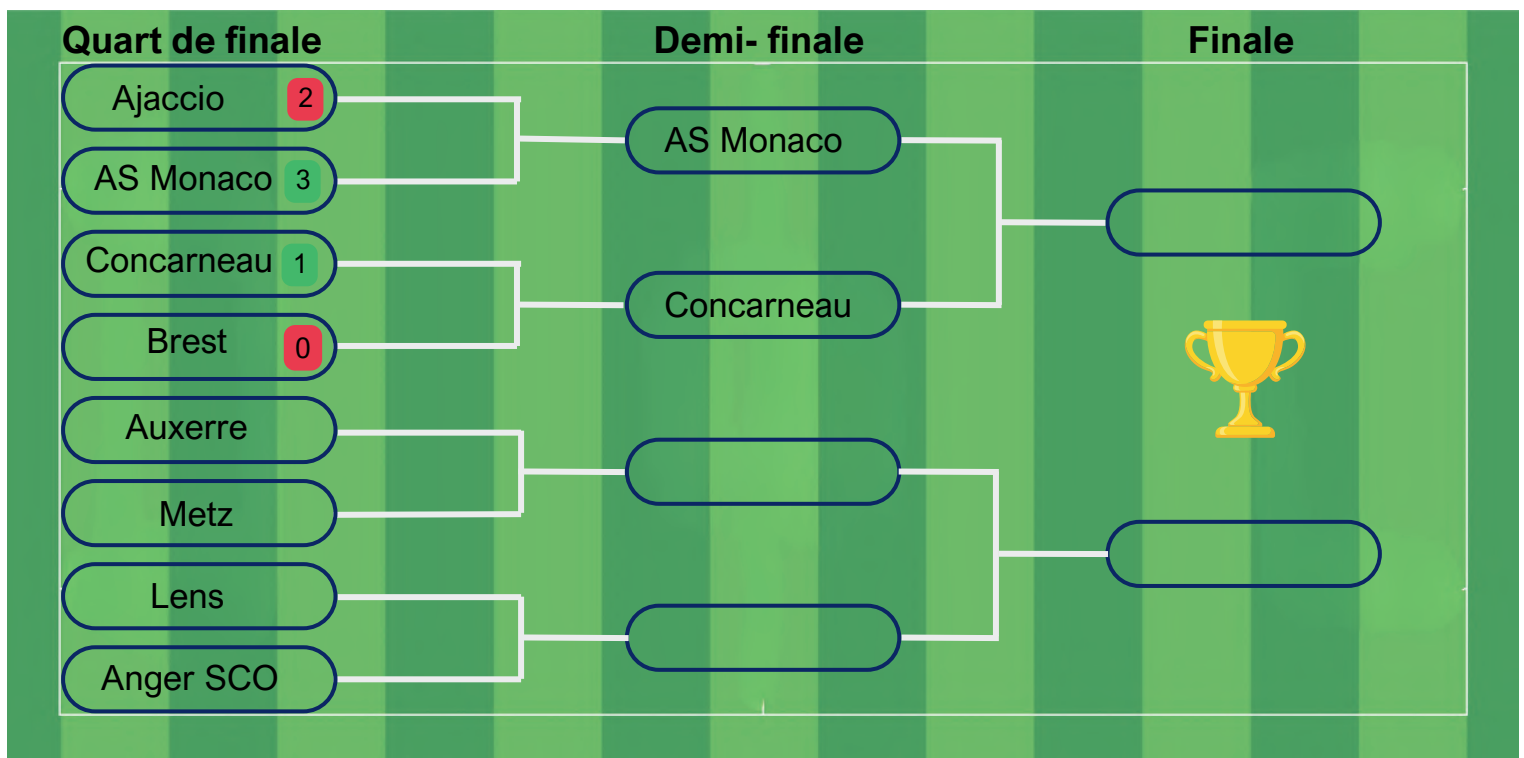 Quart de finale Demi- finale Finale
Ajaccio 2
AS Monaco 3
Concarneau 1
Brest 0
Auxerre
Metz
Lens
Anger SCO
AS Monaco
Concarneau